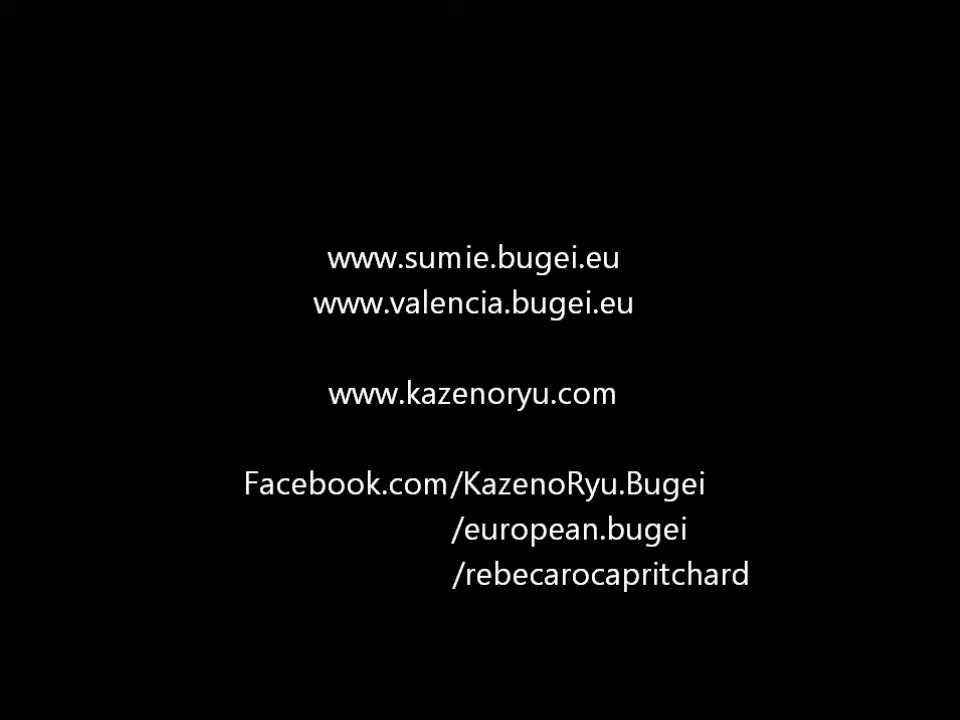 www.sumie.bugei.eu
www.valencia.bugei.eu
www.kazenoryu.com
Facebook.com/KazenoRyu.Bugei
/european.bugei
/rebecarocapritchard